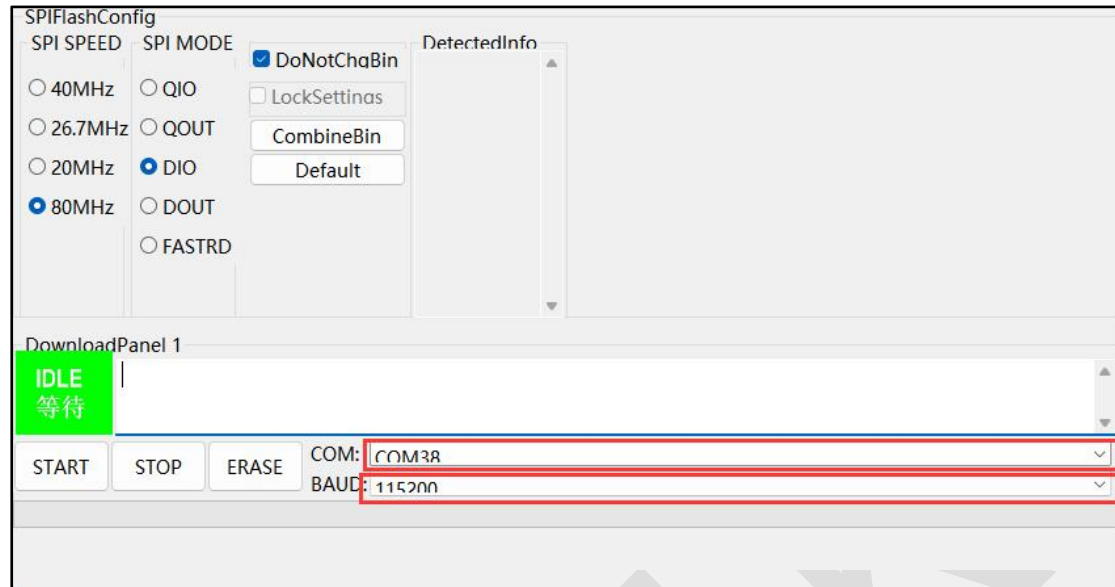 SPIFlashConfig
SPI SPEED
SPI MODE
DoNotChgBin
DetectedInfo
40MHz
QIO
LockSettings
26.7MHz
QOUT
CombineBin
20MHz
DIO
Default
80MHz
DOUT
FASTRD
DownloadPanel 1
IDLE
等待
START
STOP
ERASE
COM: COM38
BAUD: 115200